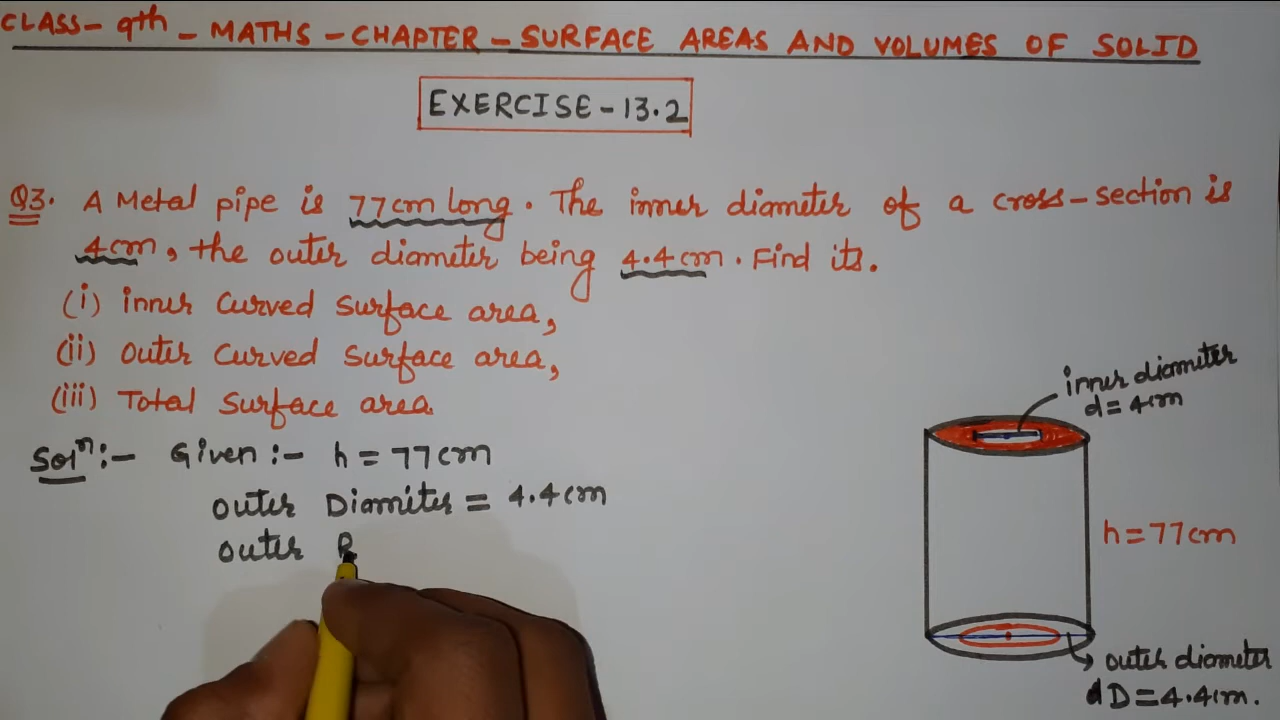 CLASS - 9th - MATHS - CHAPTER - SURFACE AREAS AND VOLUMES OF SOLID
EXERCISE - 13.2
Q3. A Metal pipe is 77cm long. The inner diameter of a cross-section is
4cm, the outer diameter being 4.4cm. Find its.
(i) inner curved surface area,
(ii) outer curved surface area,
(iii) Total surface area
Solⁿ:- Given :- h = 77cm
outer Diamiter = 4.4cm
outer R
inner diamiter
d = 4cm
h = 77cm
outer diamiter
dD = 4.4cm.